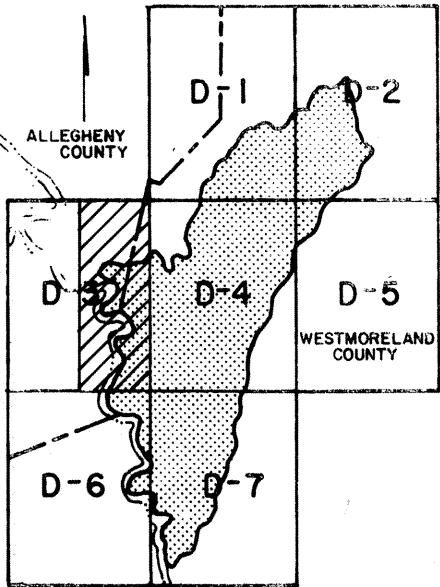 D-1
D-2
ALLEGHENY
COUNTY
D-3
D-4
D-5
WESTMORELAND
COUNTY
D-6
D-7